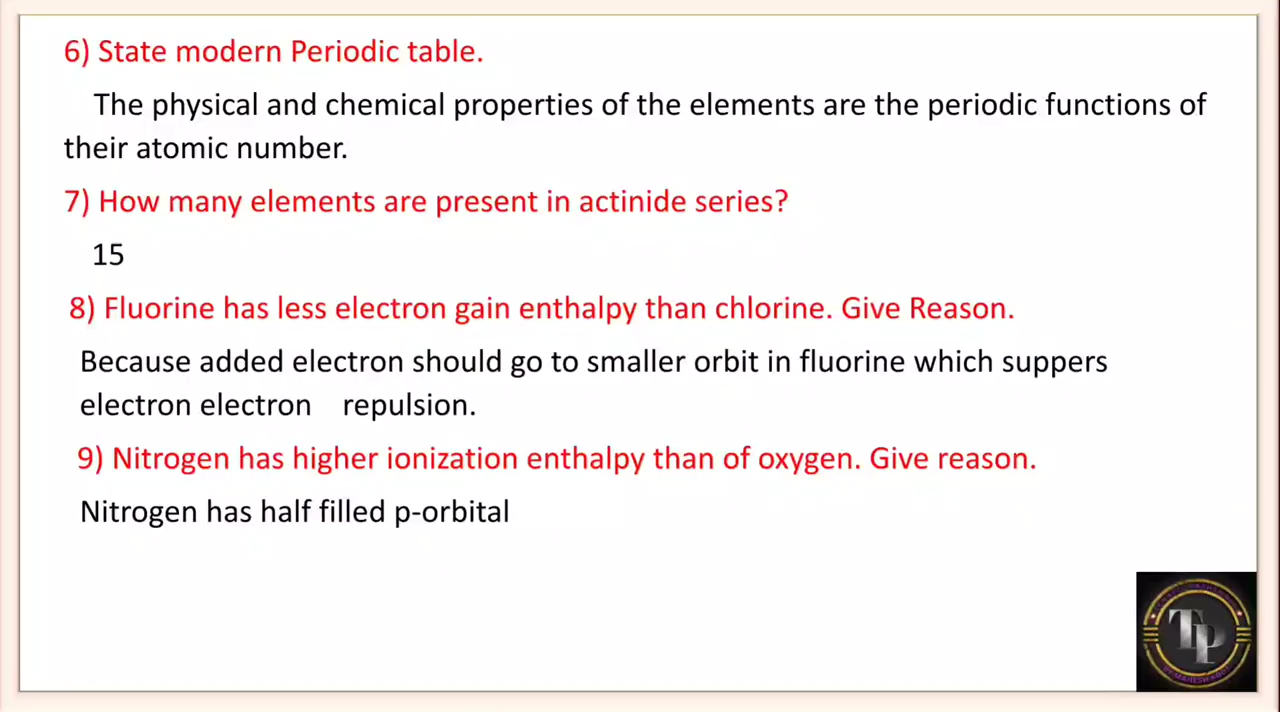 6) State modern Periodic table.
The physical and chemical properties of the elements are the periodic functions of
their atomic number.
7) How many elements are present in actinide series?
15
8) Fluorine has less electron gain enthalpy than chlorine. Give Reason.
Because added electron should go to smaller orbit in fluorine which suppers
electron electron repulsion.
9) Nitrogen has higher ionization enthalpy than of oxygen. Give reason.
Nitrogen has half filled p-orbital
TP